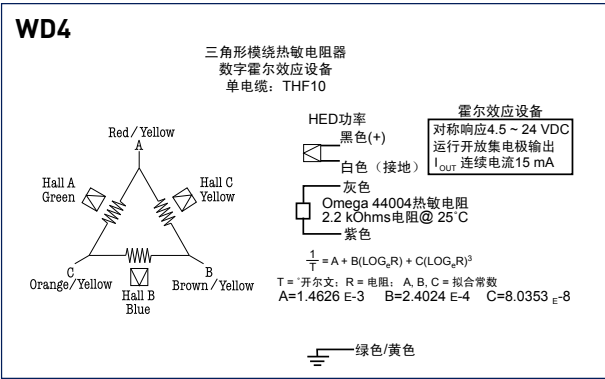 WD4
三角形模绕热敏电阻器
数字霍尔效应设备
单电缆：THF10
Red/Yellow
A
Hall A
Green
Hall C
Yellow
C
Orange/Yellow
Hall B
Blue
B
Brown/Yellow
HED功率
黑色(+)
白色（接地）
霍尔效应设备
对称响应4.5 ~ 24 VDC
运行开放集电极输出
IOUT 连续电流15 mA
灰色
Omega 44004热敏电阻
2.2 kOhms电阻@ 25°C
紫色
1/T = A + B(LOGeR) + C(LOGeR)³
T = °开尔文；R = 电阻； A, B, C = 拟合常数
A=1.4626 E-3 B=2.4024 E-4 C=8.0353 E-8
绿色/黄色